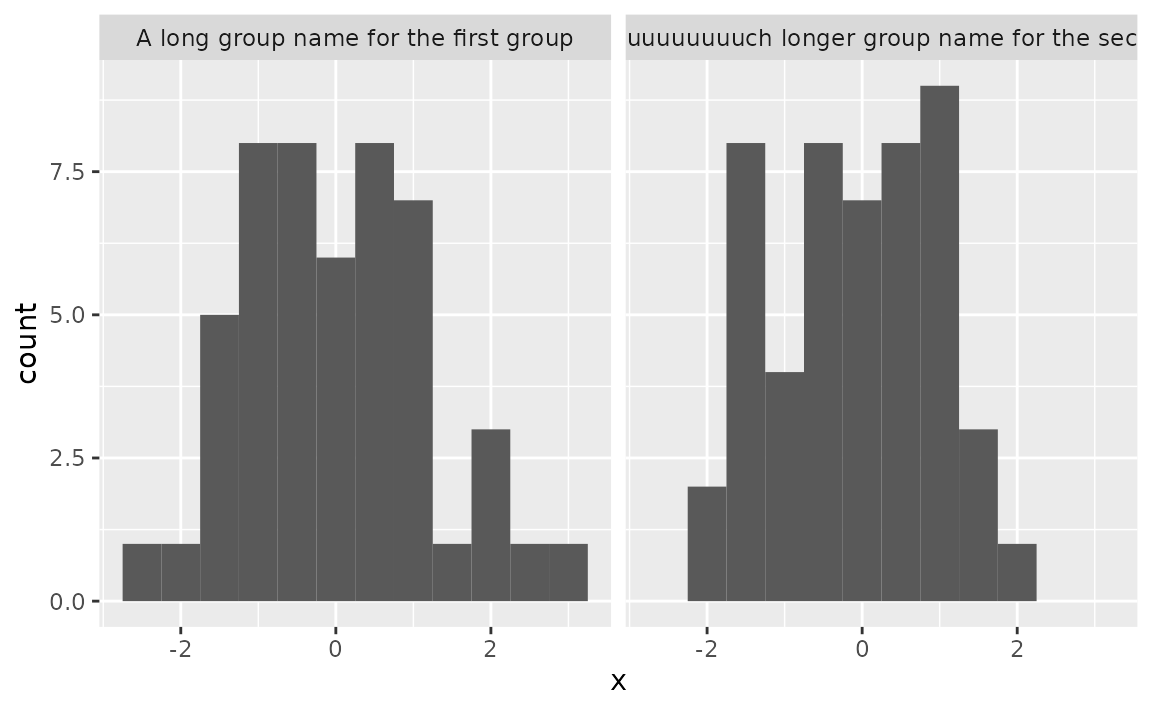 A long group name for the first group
uuuuuuuuch longer group name for the sec
7.5
5.0
2.5
0.0
count
-2 0 2
-2 0 2
x